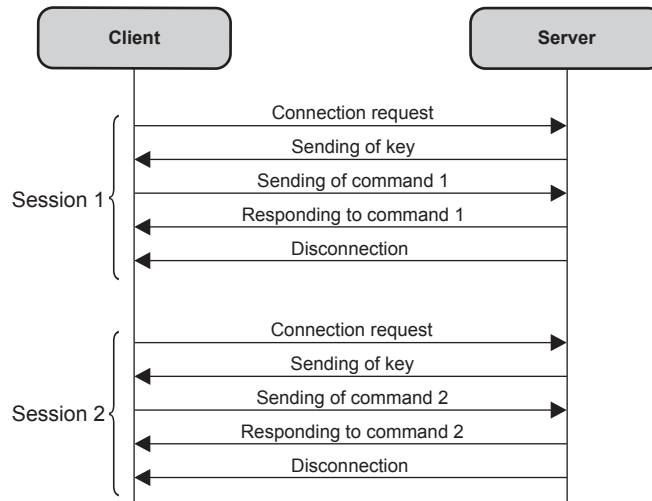 Client
Server
Session 1
Connection request
Sending of key
Sending of command 1
Responding to command 1
Disconnection
Session 2
Connection request
Sending of key
Sending of command 2
Responding to command 2
Disconnection